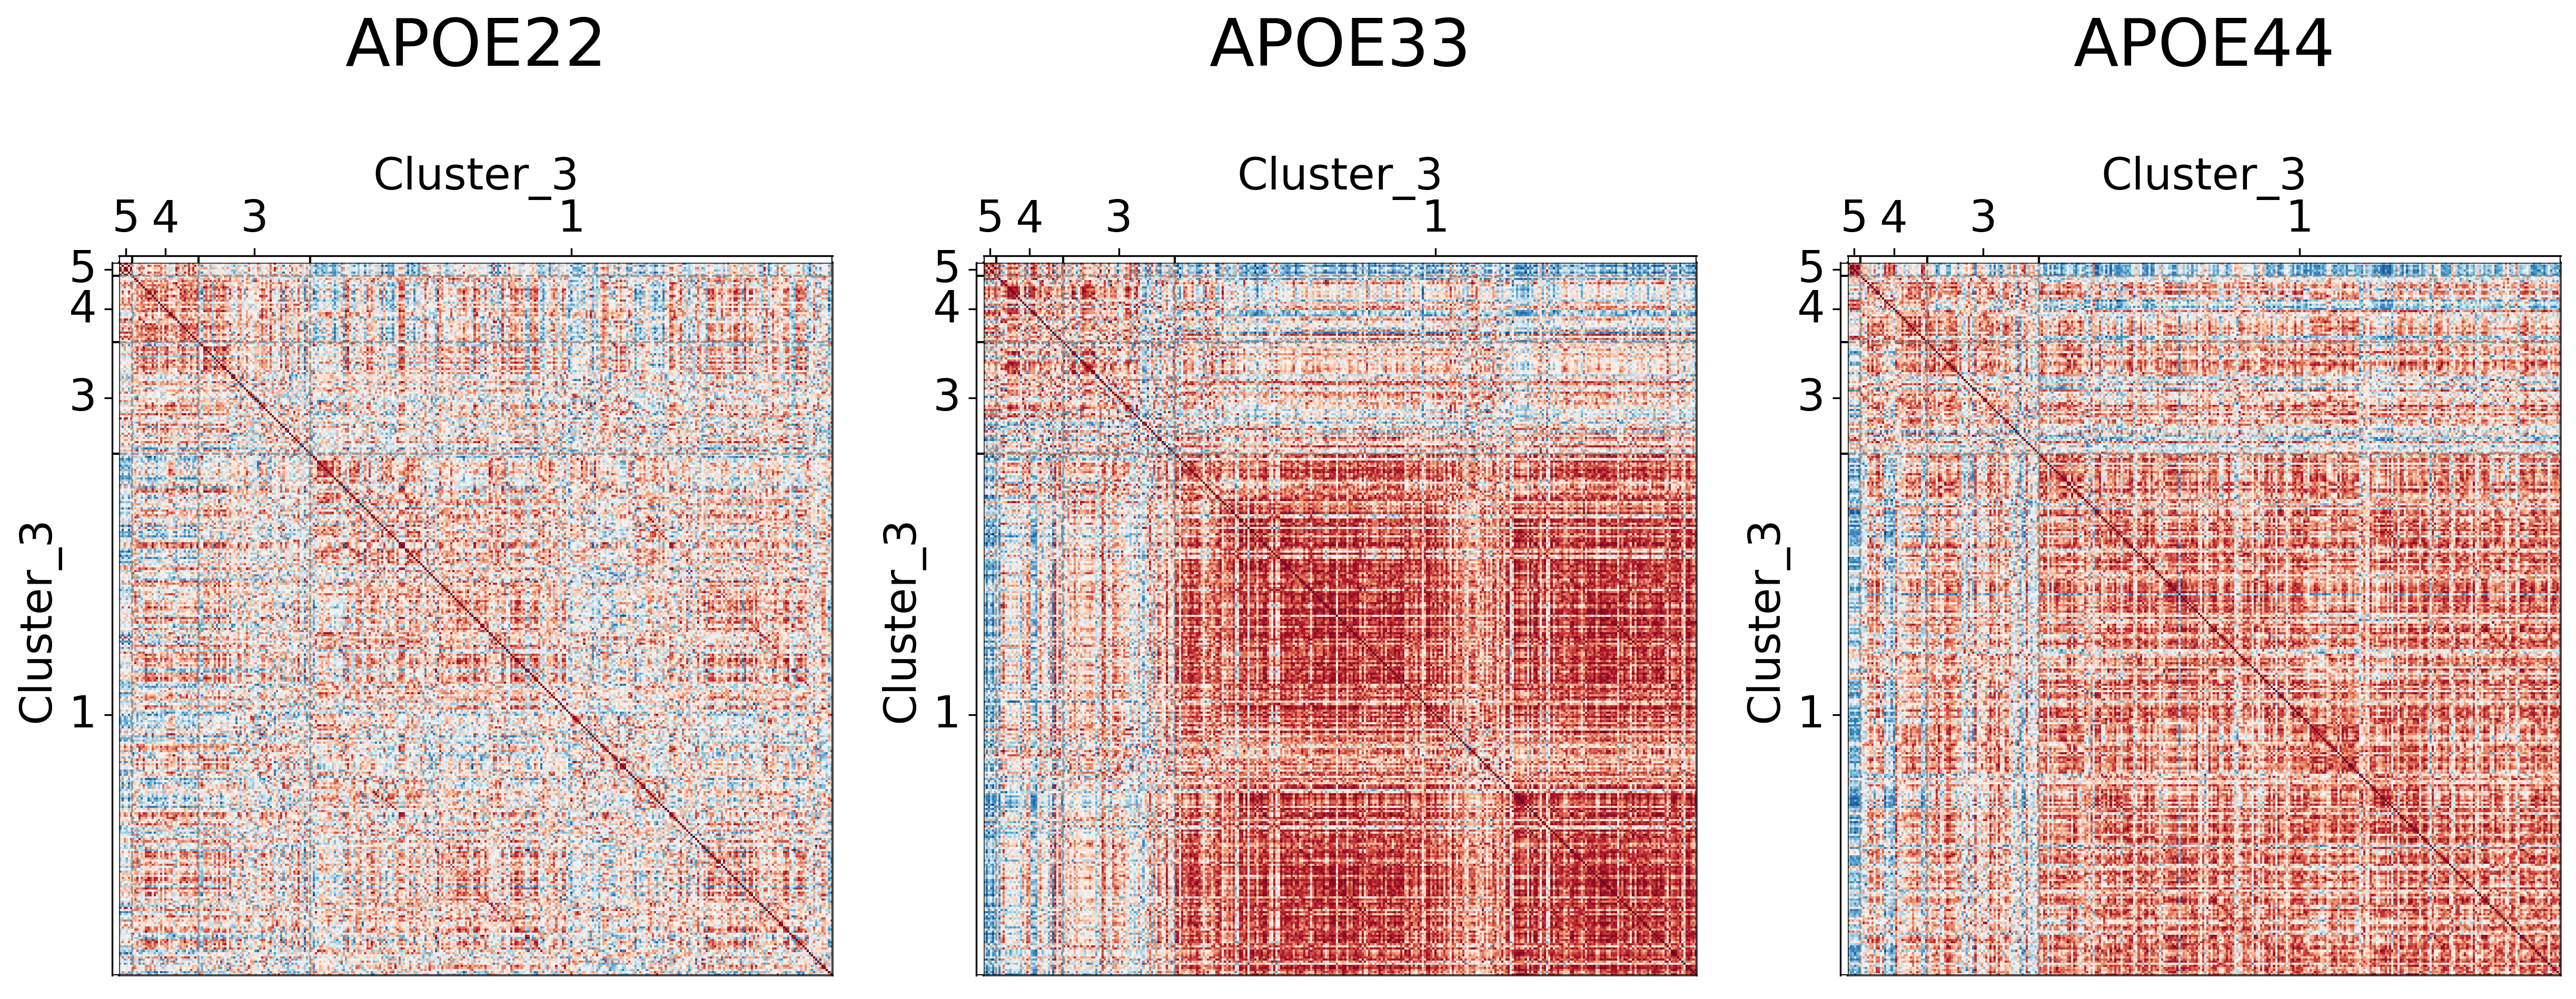 APOE22 APOE33 APOE44
Cluster_3 Cluster_3 Cluster_3
5 4 3 1 5 4 3 1 5 4 3 1
5 5 5
4 4 4
3 3 3
Cluster_3 Cluster_3 Cluster_3
1 1 1